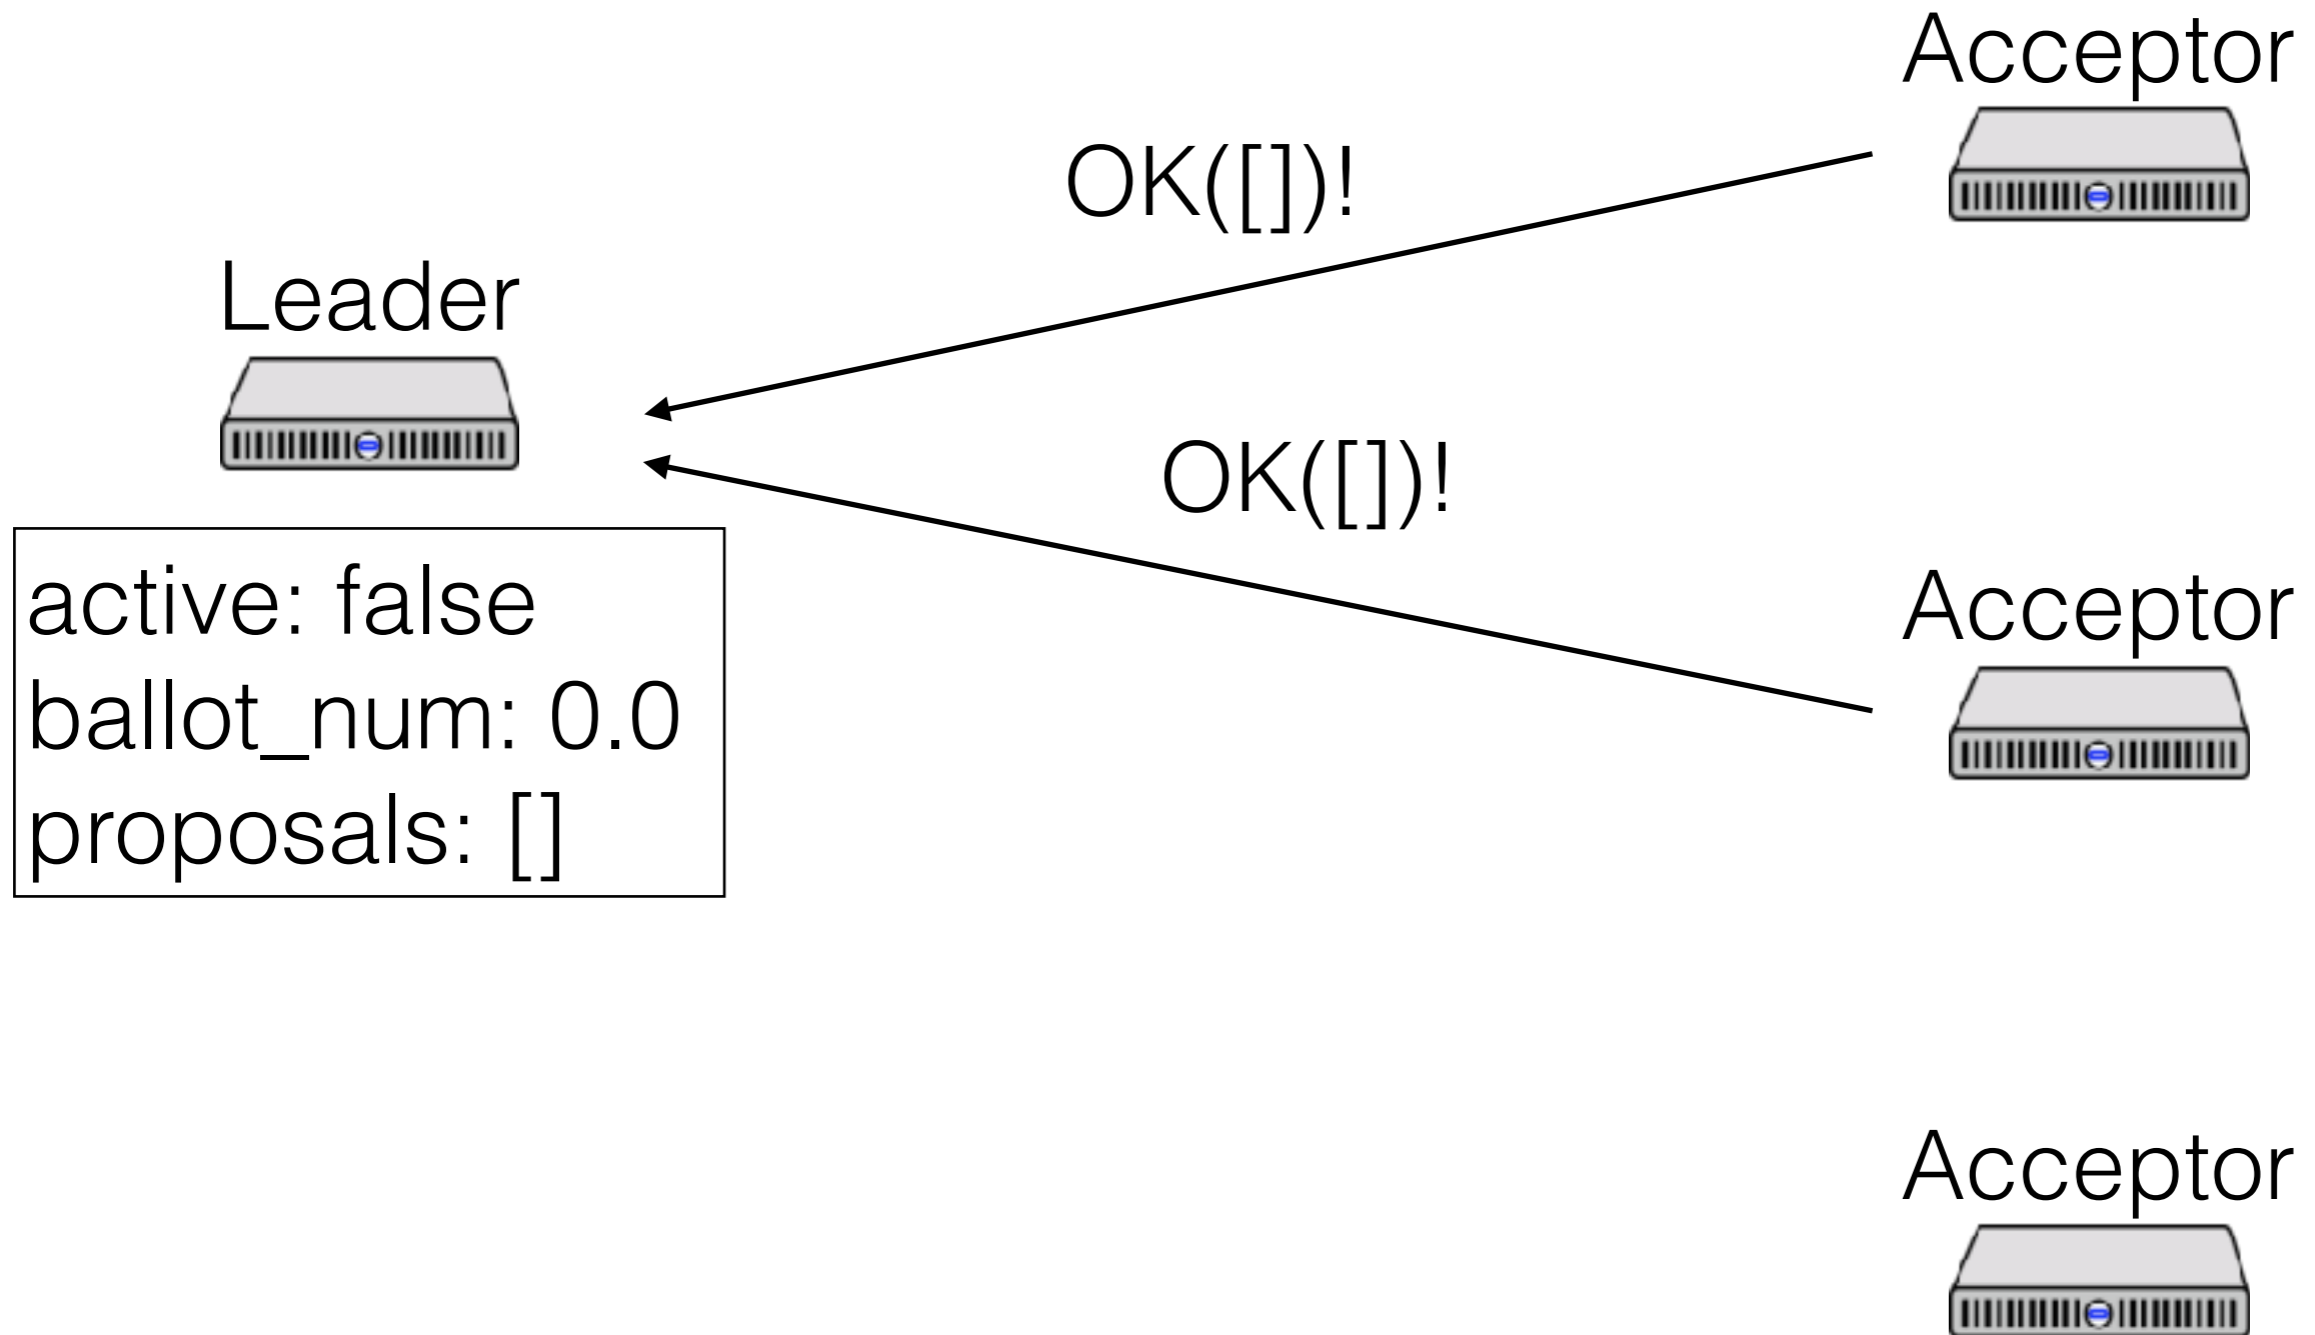 Acceptor
OK([])!
Leader
OK([])!
active: false
ballot_num: 0.0
proposals: []
Acceptor
Acceptor